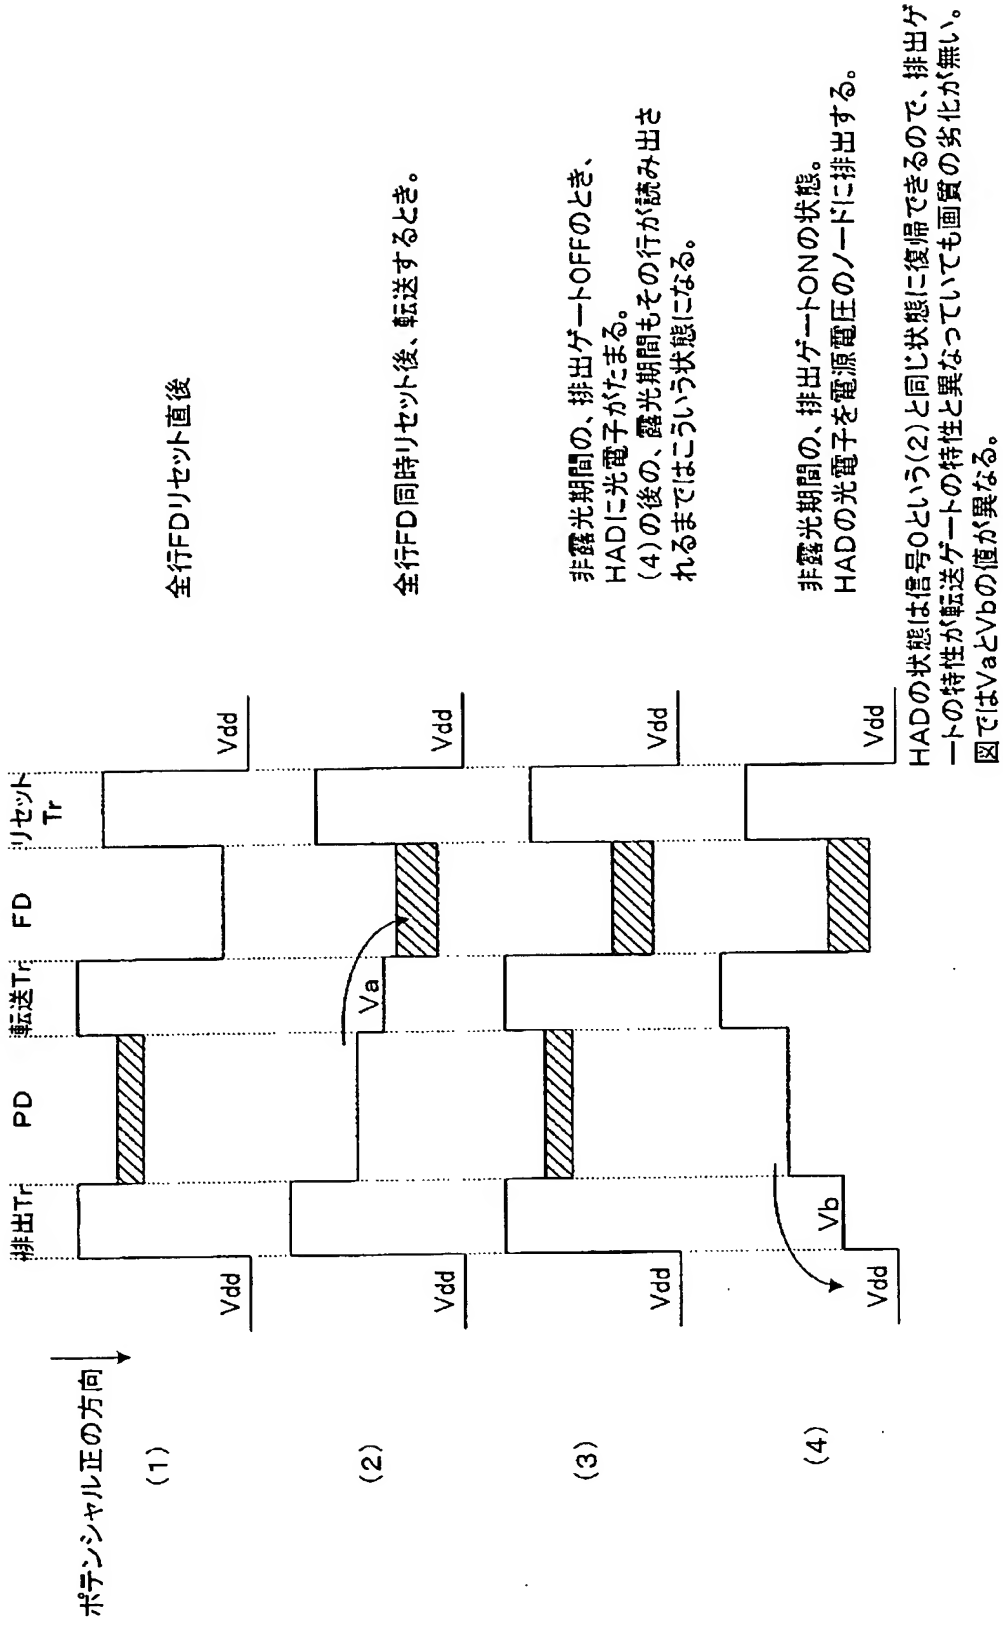 排出Tr PD 転送Tr FD リセットTr
ポテンシャル正の方向
(1)
Vdd
Vdd
全行FDリセット直後
(2)
Vdd
Va
Vdd
全行FD同時リセット後、転送するとき。
(3)
Vdd
Vdd
非露光期間の、排出ゲートOFFのとき、
HADに光電子がたまる。
(4)の後の、露光期間もその行が読み出さ
れるまではこういう状態になる。
(4)
Vdd
Vb
Vdd
非露光期間の、排出ゲートONの状態。
HADの光電子を電源電圧のノードに排出する。
HADの状態は信号0という(2)と同じ状態に復帰できるので、排出ゲ
ートの特性が転送ゲートの特性と異なっていても画質の劣化が無い。
図ではVaとVbの値が異なる。